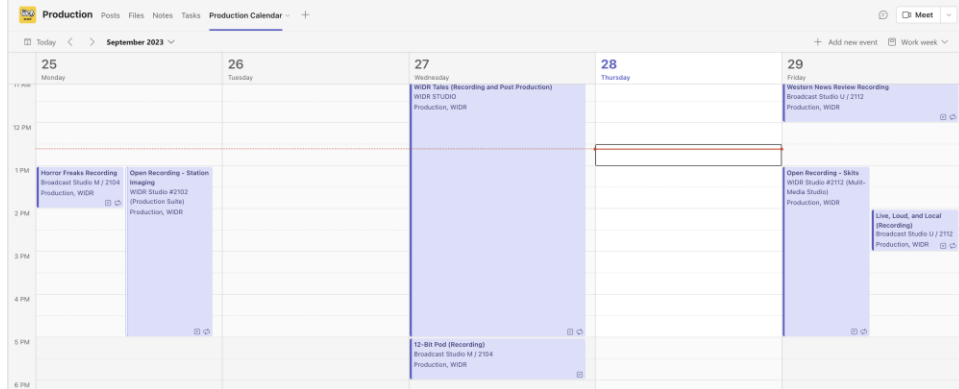 Production Posts Files Notes Tasks Production Calendar
Meet
Today September 2023 Add new event Work week
25 26 27 28 29
Monday Tuesday Wednesday Thursday Friday
11 AM
12 PM
1 PM
2 PM
3 PM
4 PM
5 PM
6 PM
Horror Freaks Recording
Broadcast Studio M / 2104
Production, WIDR
Open Recording - Station
Imaging
WIDR Studio #2102
(Production Suite)
Production, WIDR
WIDR Tales (Recording and Post Production)
WIDR STUDIO
Production, WIDR
12-Bit Pod (Recording)
Broadcast Studio M / 2104
Production, WIDR
Western News Review Recording
Broadcast Studio U / 2112
Production, WIDR
Open Recording - Skits
WIDR Studio #2112 (Mulit-
Media Studio)
Production, WIDR
Live, Loud, and Local
(Recording)
Broadcast Studio U / 2112
Production, WIDR